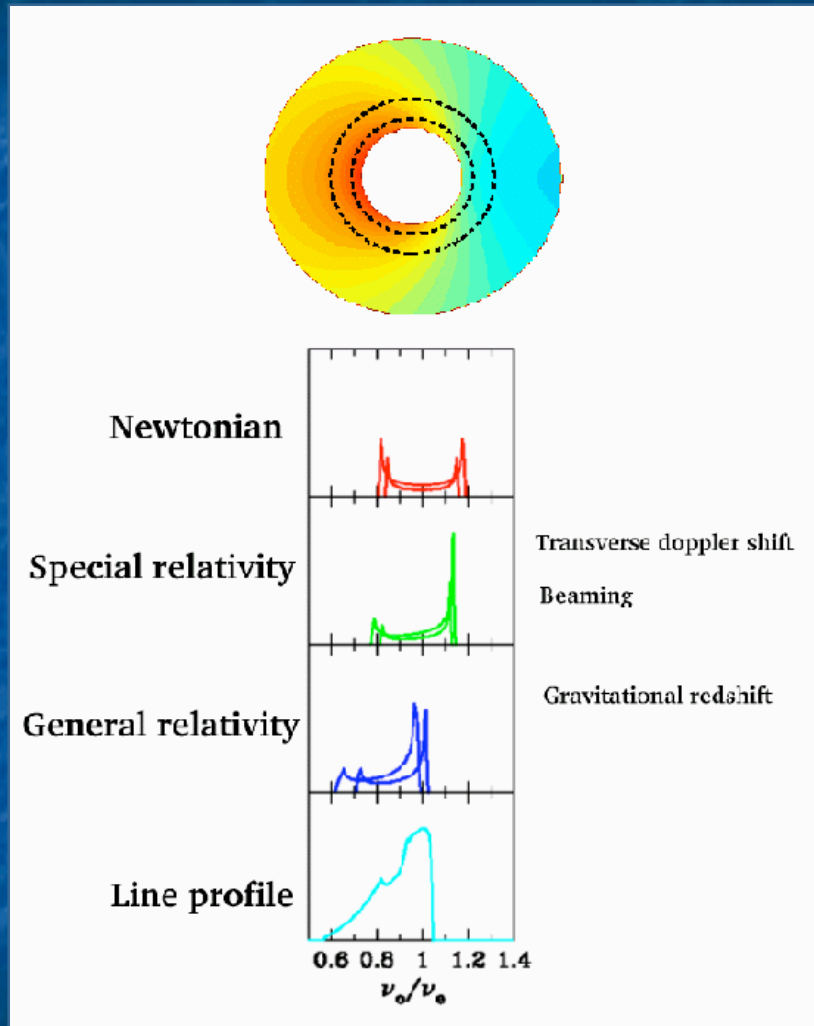 Newtonian
Special relativity
Transverse doppler shift
Beaming
General relativity
Gravitational redshift
Line profile
0.6 0.8 1 1.2 1.4
νₒ/νₑ